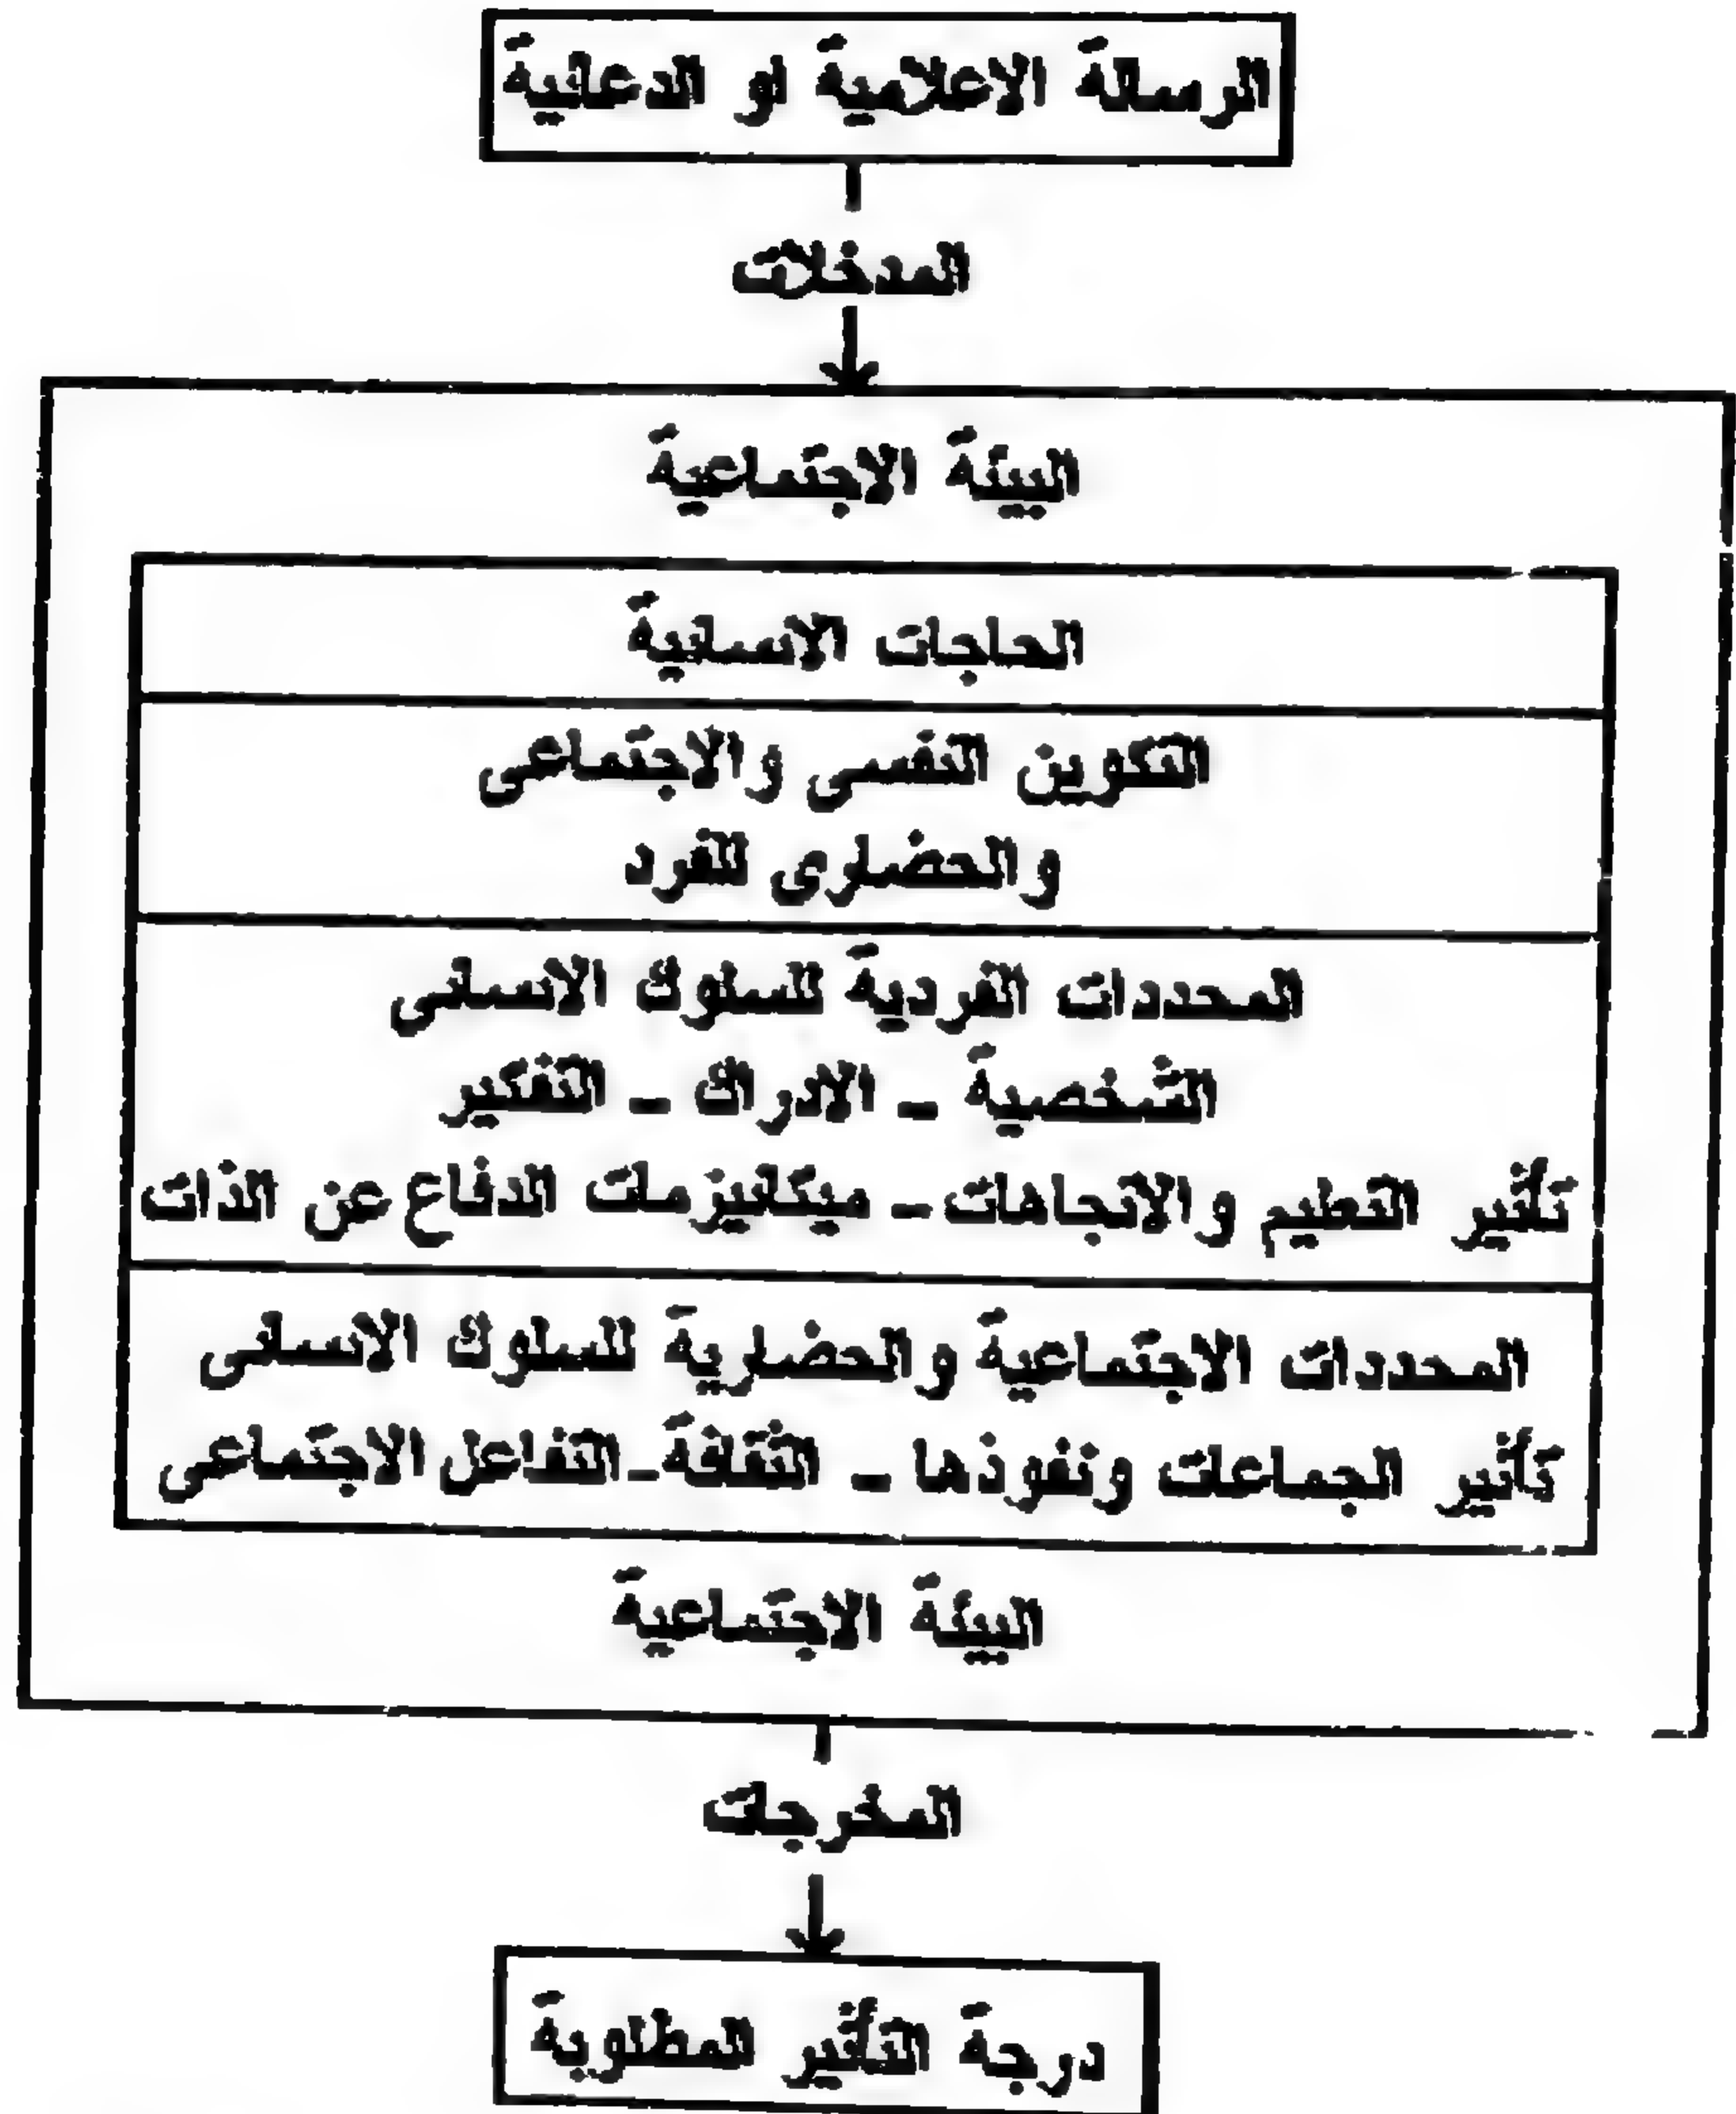 الرسالة الاعلامية او الدعائية
المدخلات
البيئة الاجتماعية
الحاجات الانسانية
التكوين النفسى والاجتماعى
والحضارى للفرد
المحددات الفردية للسلوك الانسانى
الشخصية ـ الادراك ـ التفكير
تأثير التعليم والاتجاهات ـ ميكانيزمات الدفاع عن الذات
المحددات الاجتماعية والحضارية للسلوك الانسانى
تأثير الجماعات ونفوذها ـ الثقافة ـ التفاعل الاجتماعى
البيئة الاجتماعية
المخرجات
درجة التأثير المطلوبة